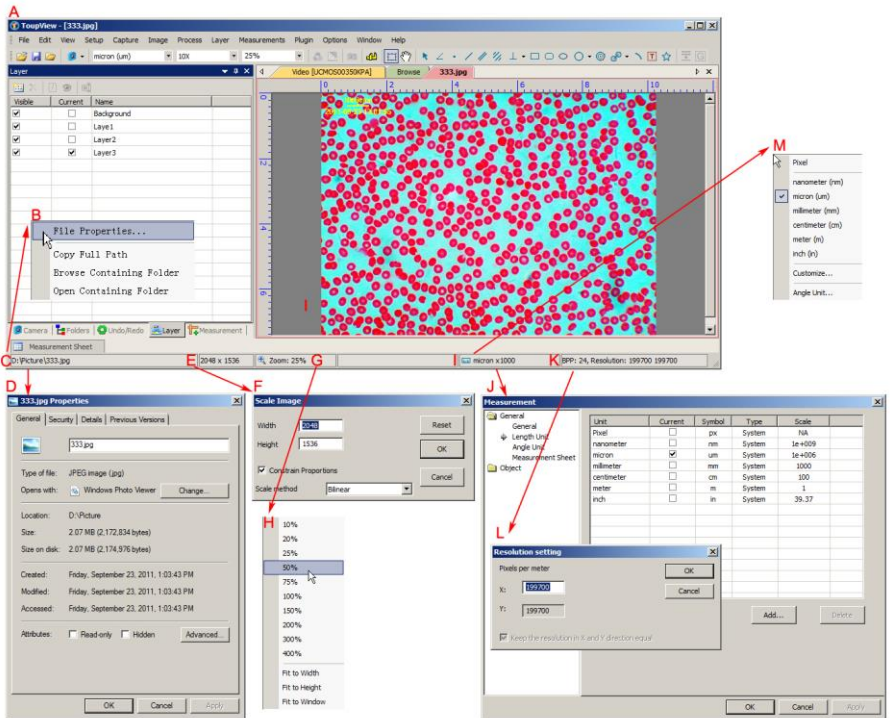 A
ToupView - [333.jpg]
File Edit View Setup Capture Image Process Layer Measurements Plugin Options Window Help
micron (um) 10X 25%
Layer
Video [UCMOS00350KPA] Browse 333.jpg
Visible Current Name
Background
Laye1
Layer2
Layer3
0 2 4 6 8 10
0
2
4
6
B
File Properties...
Copy Full Path
Browse Containing Folder
Open Containing Folder
M
Pixel
nanometer (nm)
micron (um)
millimeter (mm)
centimeter (cm)
meter (m)
inch (in)
Customize...
Angle Unit...
I
Camera Folders Undo/Redo Layer Measurement
Measurement Sheet
C D:\Picture\333.jpg E 2048 x 1536 Zoom: 25% G I micron x1000 K BPP: 24, Resolution: 199700 199700
D
333.jpg Properties
General Security Details Previous Versions
333.jpg
Type of file: JPEG image (jpg)
Opens with: Windows Photo Viewer Change...
Location: D:\Picture
Size: 2.07 MB (2,172,834 bytes)
Size on disk: 2.07 MB (2,174,976 bytes)
Created: Friday, September 23, 2011, 1:03:43 PM
Modified: Friday, September 23, 2011, 1:03:43 PM
Accessed: Friday, September 23, 2011, 1:03:43 PM
Attributes: Read-only Hidden Advanced...
OK Cancel Apply
F
Scale Image
Width 2048 Reset
Height 1536 OK
Constrain Proportions Cancel
Scale method Bilinear
H
10%
20%
25%
50%
75%
100%
150%
200%
300%
400%
Fit to Width
Fit to Height
Fit to Window
J
Measurement
General
General
Length Unit
Angle Unit
Measurement Sheet
Object
Unit Current Symbol Type Scale
Pixel px System NA
nanometer nm System 1e+009
micron um System 1e+006
millimeter mm System 1000
centimeter cm System 100
meter m System 1
inch in System 39.37
Add... Delete
OK Cancel Apply
L
Resolution setting
Pixels per meter OK
X: 199700 Cancel
Y: 199700
Keep the resolution in X and Y direction equal